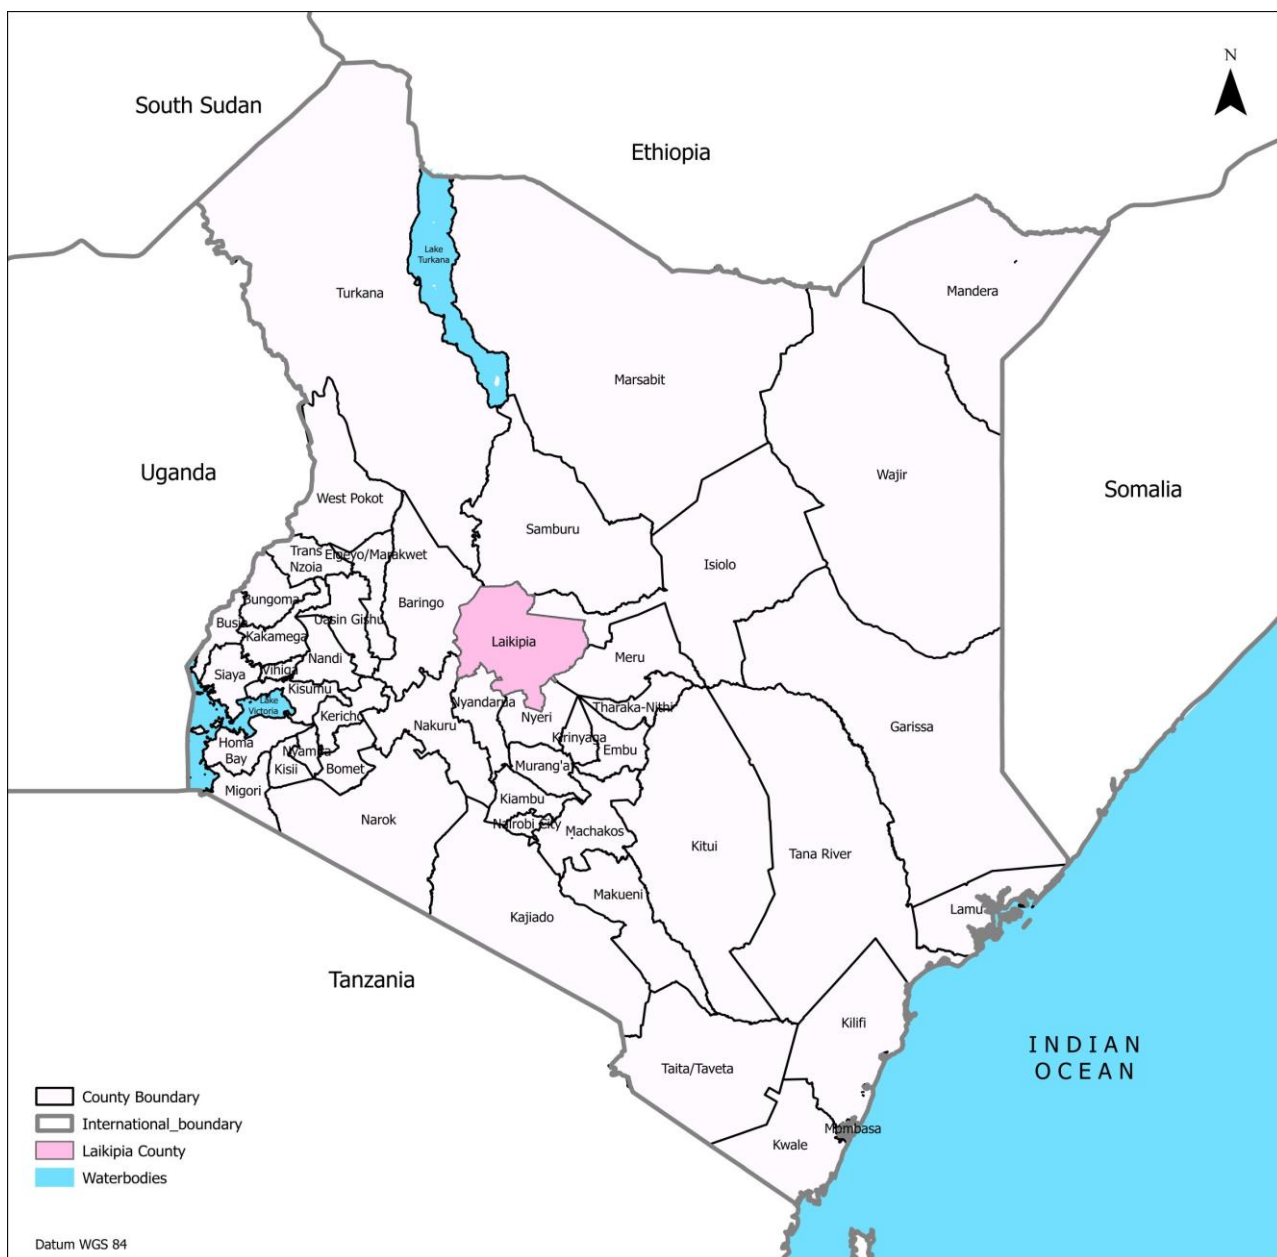 N
South Sudan
Ethiopia
Lake
Turkana
Mandera
Turkana
Marsabit
Uganda
Wajir
Somalia
West Pokot
Samburu
Isiolo
Trans
Nzoia
Elgeyo/Marakwet
Baringo
Bungoma
Busia
Uasin Gishu
Kakamega
Laikipia
Nandi
Meru
Vihiga
Siaya
Kisumu
Lake
Victoria
Nyandarua
Tharaka-Nithi
Kericho
Nyeri
Nakuru
Garissa
Kirinyaga
Homa
Bay
Nyamira
Embu
Kisii
Bomet
Murang'a
Migori
Kiambu
Narok
Nairobi City
Machakos
Kitui
Tana River
Makueni
Lamu
Kajiado
Tanzania
Kilifi
INDIAN
OCEAN
Taita/Taveta
Mombasa
Kwale
County Boundary
International_boundary
Laikipia County
Waterbodies
Datum WGS 84